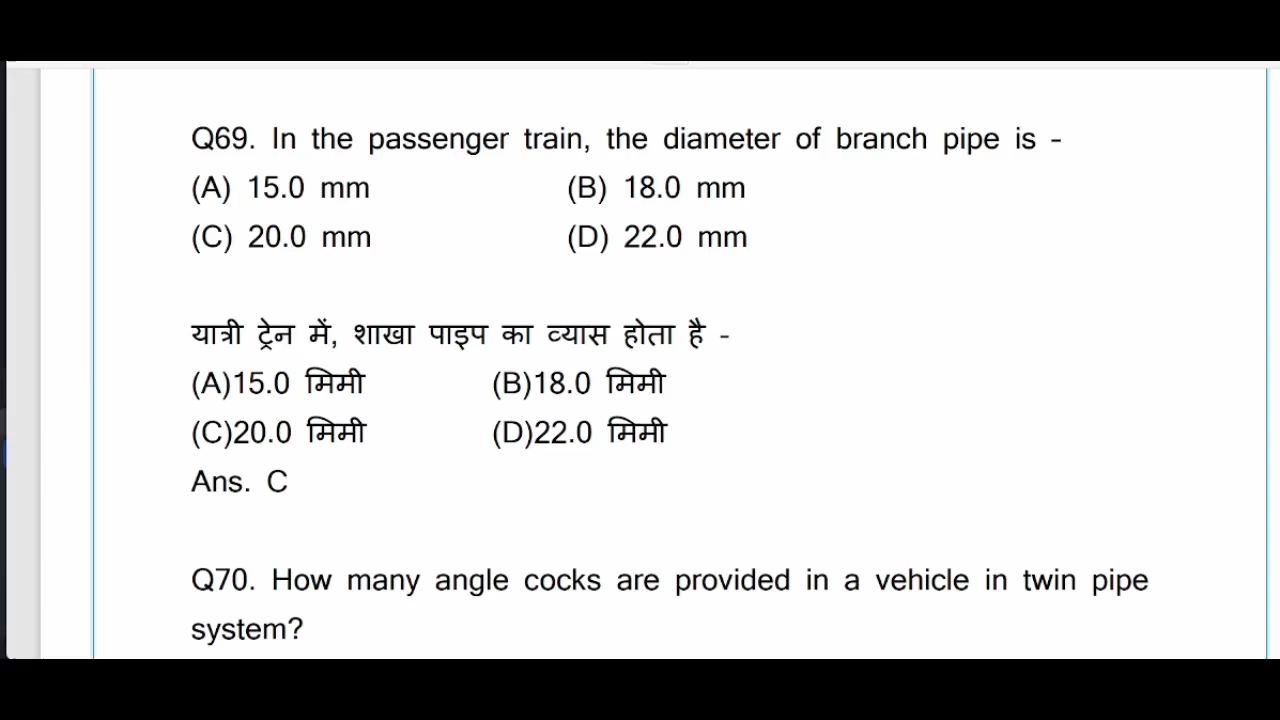 Q69. In the passenger train, the diameter of branch pipe is -
(A) 15.0 mm (B) 18.0 mm
(C) 20.0 mm (D) 22.0 mm
यात्री ट्रेन में, शाखा पाइप का व्यास होता है -
(A)15.0 मिमी (B)18.0 मिमी
(C)20.0 मिमी (D)22.0 मिमी
Ans. C
Q70. How many angle cocks are provided in a vehicle in twin pipe
system?